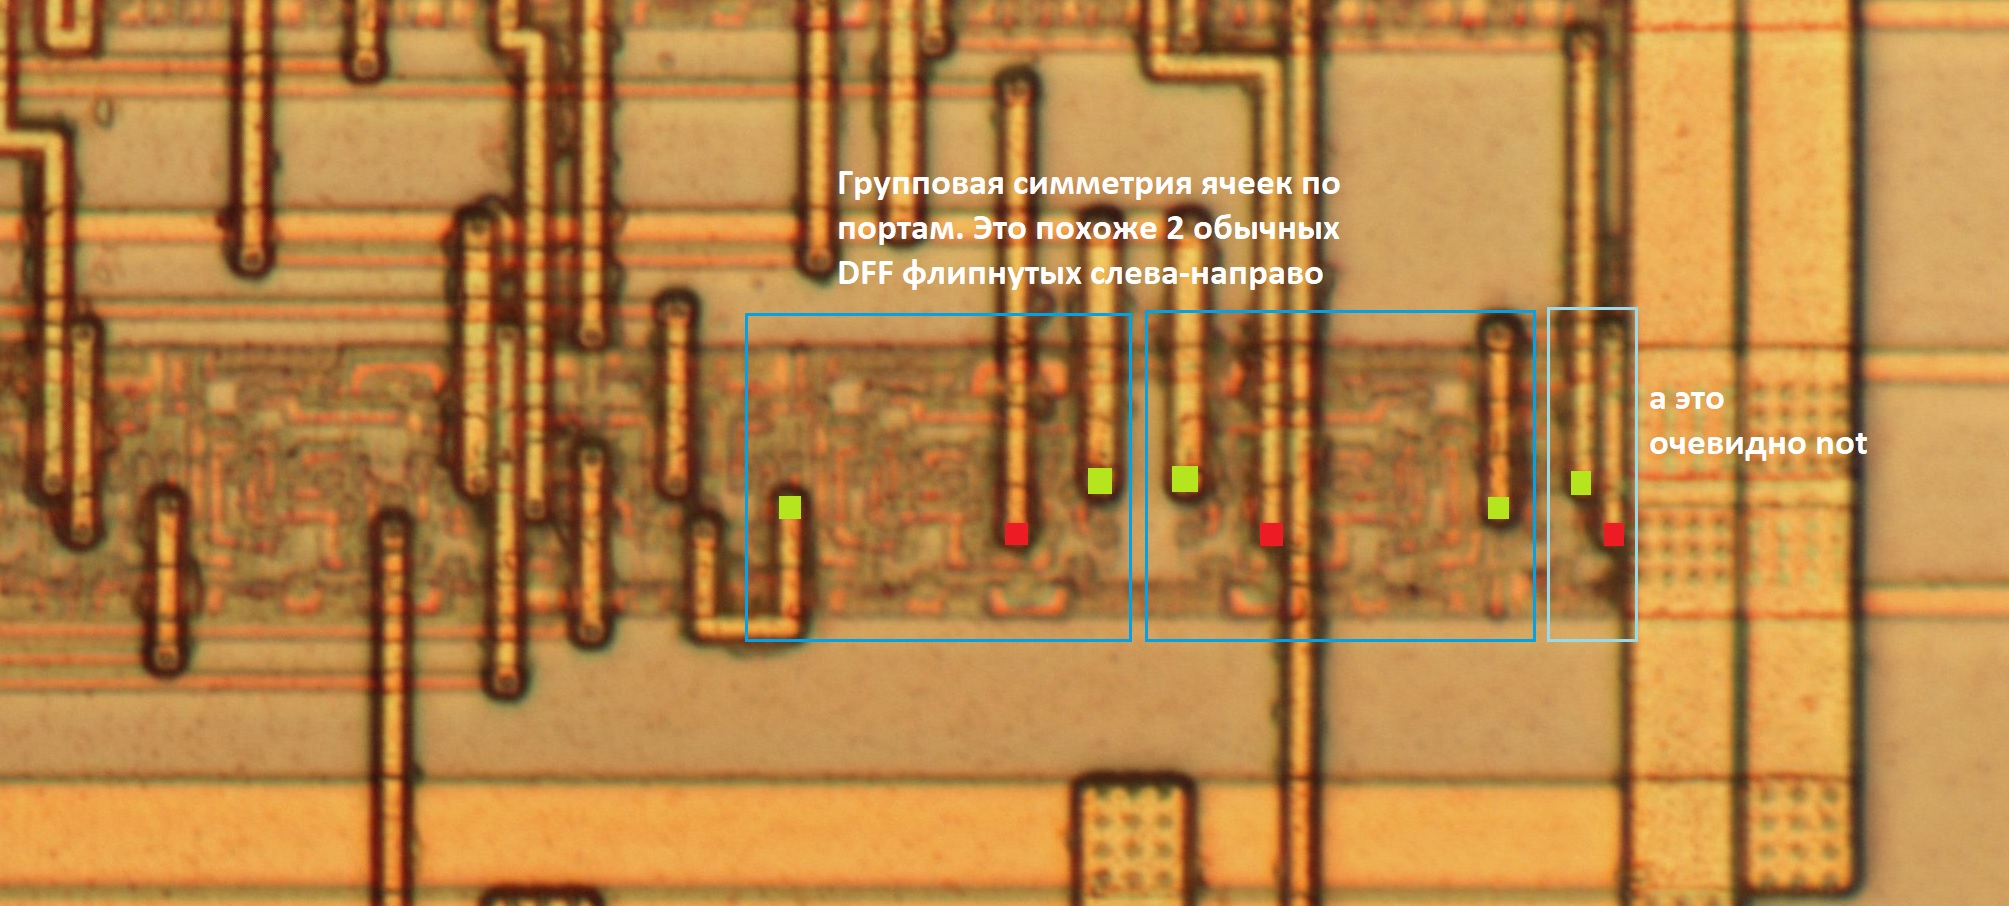 Групповая симметрия ячеек по
портам. Это похоже 2 обычных
DFF флипнутых слева-направо
а это
очевидно not